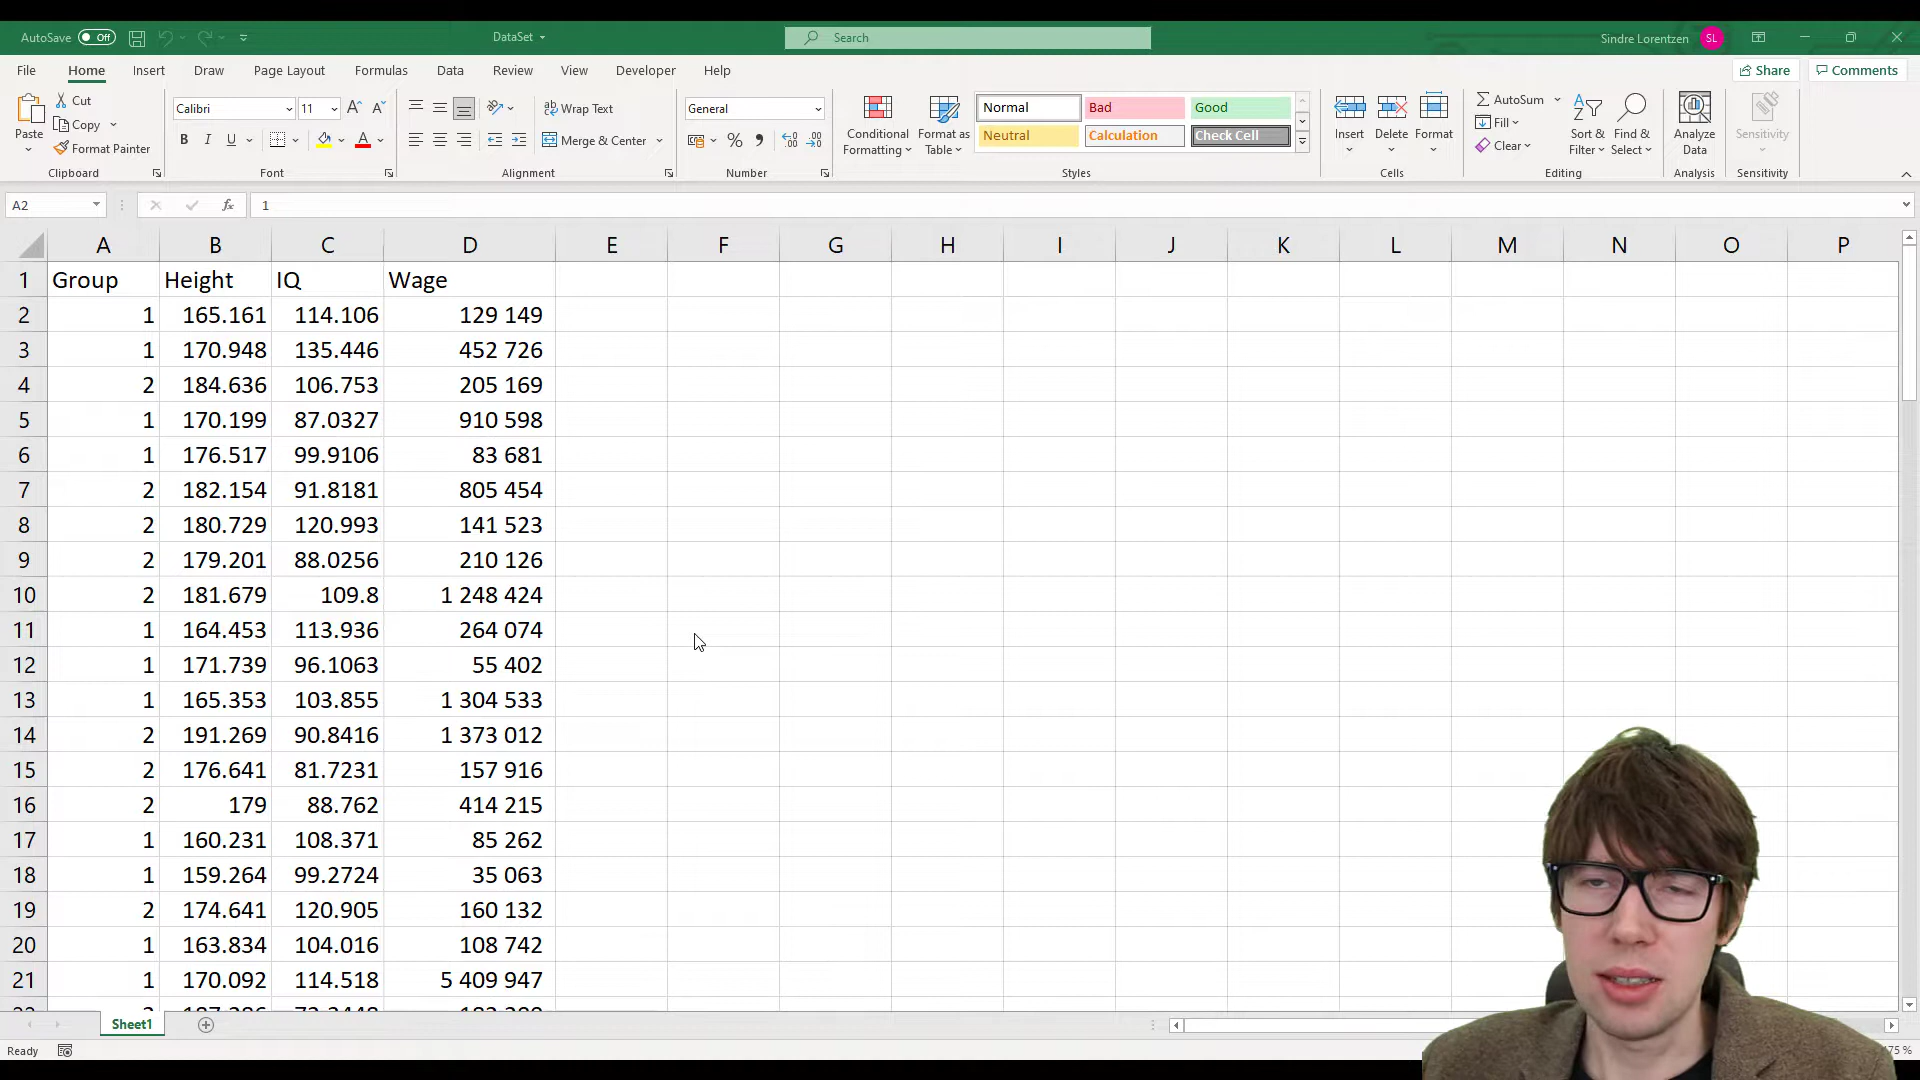 AutoSave Off DataSet Search Sindre Lorentzen SL
File Home Insert Draw Page Layout Formulas Data Review View Developer Help Share Comments
Paste Cut Copy Format Painter Clipboard
Calibri 11 A A B I U A Font
ab Wrap Text Merge & Center Alignment
General % Number
Conditional Formatting Format as Table Normal Bad Good Neutral Calculation Check Cell Styles
Insert Delete Format Cells
AutoSum Fill Clear Sort & Filter Find & Select Editing
Analyze Data Analysis
Sensitivity Sensitivity
A2 fx 1
A B C D E F G H I J K L M N O P
1 Group Height IQ Wage
2 1 165.161 114.106 129 149
3 1 170.948 135.446 452 726
4 2 184.636 106.753 205 169
5 1 170.199 87.0327 910 598
6 1 176.517 99.9106 83 681
7 2 182.154 91.8181 805 454
8 2 180.729 120.993 141 523
9 2 179.201 88.0256 210 126
10 2 181.679 109.8 1 248 424
11 1 164.453 113.936 264 074
12 1 171.739 96.1063 55 402
13 1 165.353 103.855 1 304 533
14 2 191.269 90.8416 1 373 012
15 2 176.641 81.7231 157 916
16 2 179 88.762 414 215
17 1 160.231 108.371 85 262
18 1 159.264 99.2724 35 063
19 2 174.641 120.905 160 132
20 1 163.834 104.016 108 742
21 1 170.092 114.518 5 409 947
Sheet1
Ready